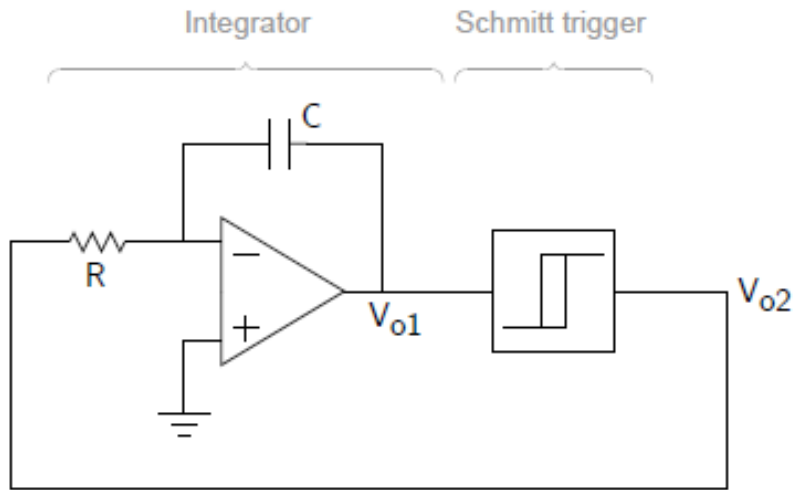 Integrator
Schmitt trigger
C
R
−
+
Vo1
Vo2